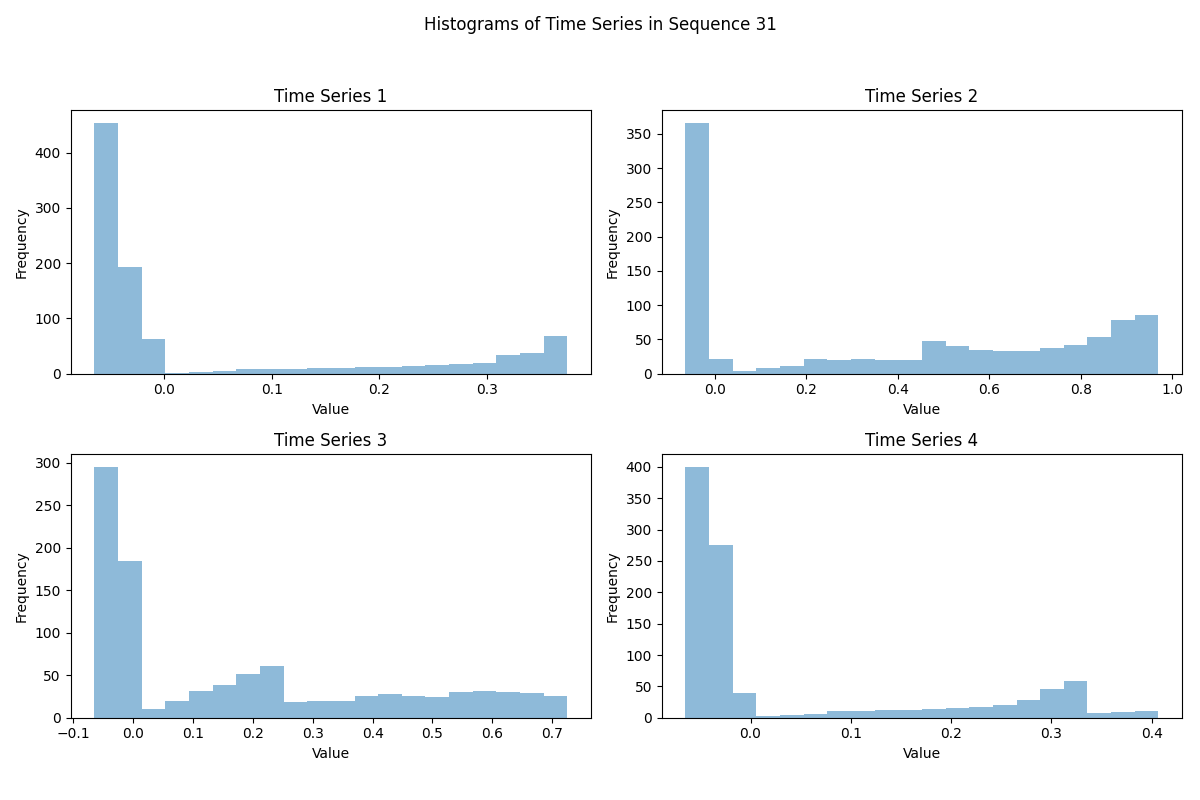 Histograms of Time Series in Sequence 31
Time Series 1
Frequency
400
300
200
100
0
0.0 0.1 0.2 0.3
Value
Time Series 2
Frequency
350
300
250
200
150
100
50
0
0.0 0.2 0.4 0.6 0.8 1.0
Value
Time Series 3
Frequency
300
250
200
150
100
50
0
−0.1 0.0 0.1 0.2 0.3 0.4 0.5 0.6 0.7
Value
Time Series 4
Frequency
400
350
300
250
200
150
100
50
0
0.0 0.1 0.2 0.3 0.4
Value